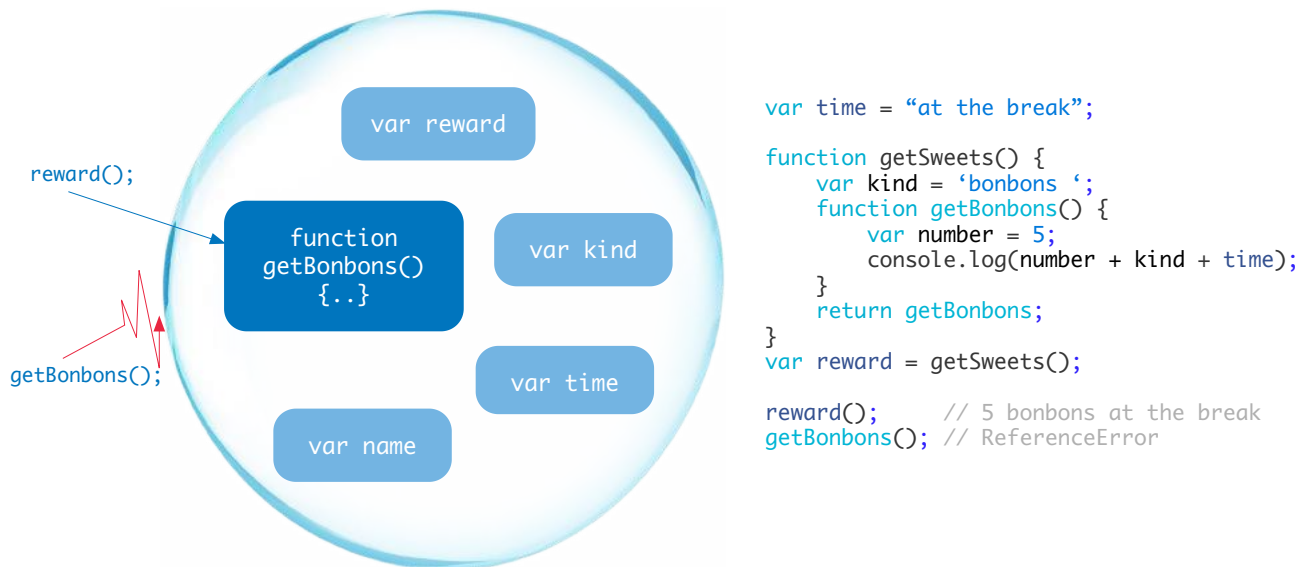 var reward
reward();
function
getBonbons()
{..}
var kind
getBonbons();
var time
var name
var time = “at the break”;
function getSweets() {
var kind = ‘bonbons ‘;
function getBonbons() {
var number = 5;
console.log(number + kind + time);
}
return getBonbons;
}
var reward = getSweets();
reward(); // 5 bonbons at the break
getBonbons(); // ReferenceError